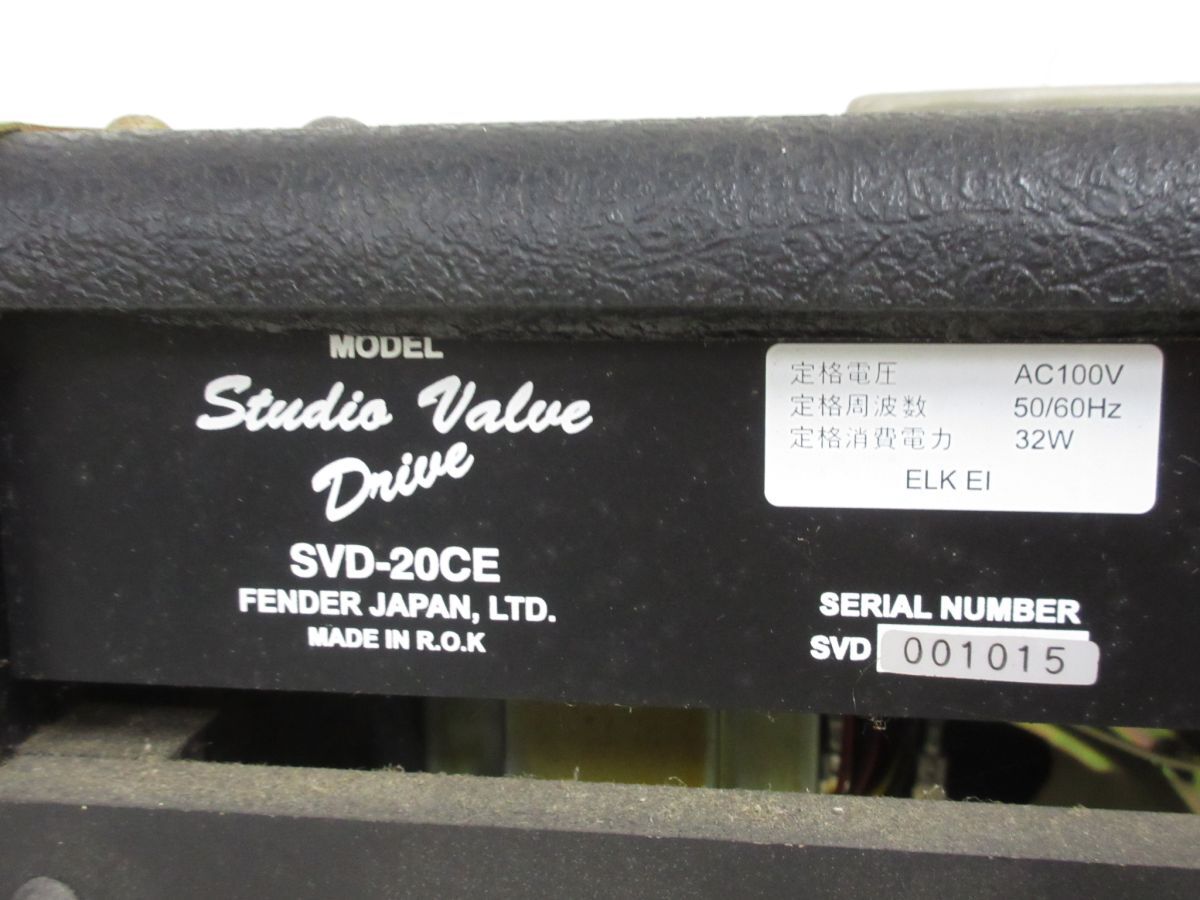 MODEL
Studio Valve
Drive
SVD-20CE
FENDER JAPAN, LTD.
MADE IN R.O.K
定格電圧 AC100V
定格周波数 50/60Hz
定格消費電力 32W
ELK EI
SERIAL NUMBER
SVD 001015